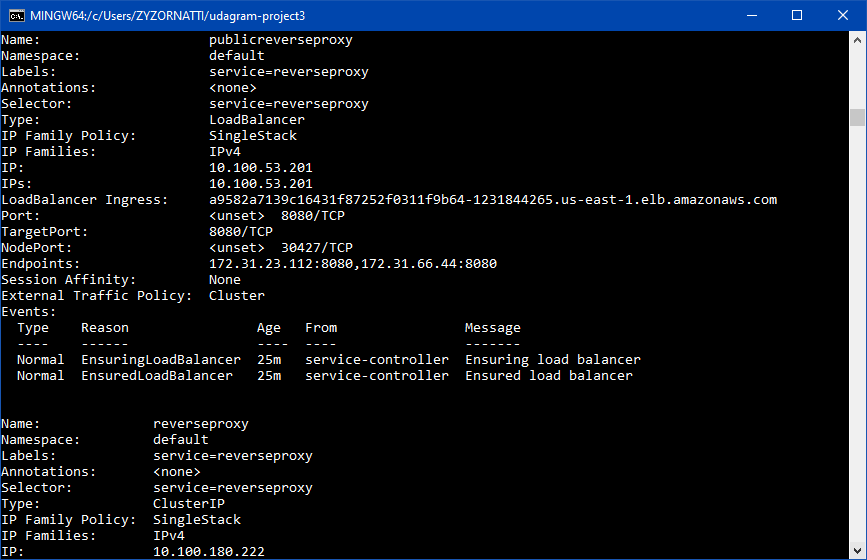 MINGW64:/c/Users/ZYZORNATTI/udagram-project3
Name:                     publicreverseproxy
Namespace:                default
Labels:                   service=reverseproxy
Annotations:              <none>
Selector:                 service=reverseproxy
Type:                     LoadBalancer
IP Family Policy:         SingleStack
IP Families:              IPv4
IP:                       10.100.53.201
IPs:                      10.100.53.201
LoadBalancer Ingress:     a9582a7139c16431f87252f0311f9b64-1231844265.us-east-1.elb.amazonaws.com
Port:                     <unset>  8080/TCP
TargetPort:               8080/TCP
NodePort:                 <unset>  30427/TCP
Endpoints:                172.31.23.112:8080,172.31.66.44:8080
Session Affinity:         None
External Traffic Policy:  Cluster
Events:
  Type    Reason                Age   From                Message
  ----    ------                ----  ----                -------
  Normal  EnsuringLoadBalancer  25m   service-controller  Ensuring load balancer
  Normal  EnsuredLoadBalancer   25m   service-controller  Ensured load balancer
Name:              reverseproxy
Namespace:         default
Labels:            service=reverseproxy
Annotations:       <none>
Selector:          service=reverseproxy
Type:              ClusterIP
IP Family Policy:  SingleStack
IP Families:       IPv4
IP:                10.100.180.222